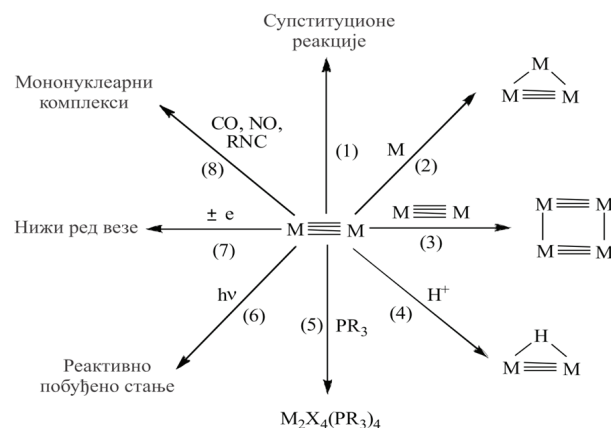 Супституционе
реакције
Мононуклеарни
комплекси
CO, NO,
RNC
(8)
(1)
M
(2)
M
M M
± e
Нижи ред везе
(7)
M M
M M
(3)
M M
M M
hν
(6)
(5)
PR3
(4)
H+
H
M M
Реактивно
побуђено стање
M2X4(PR3)4